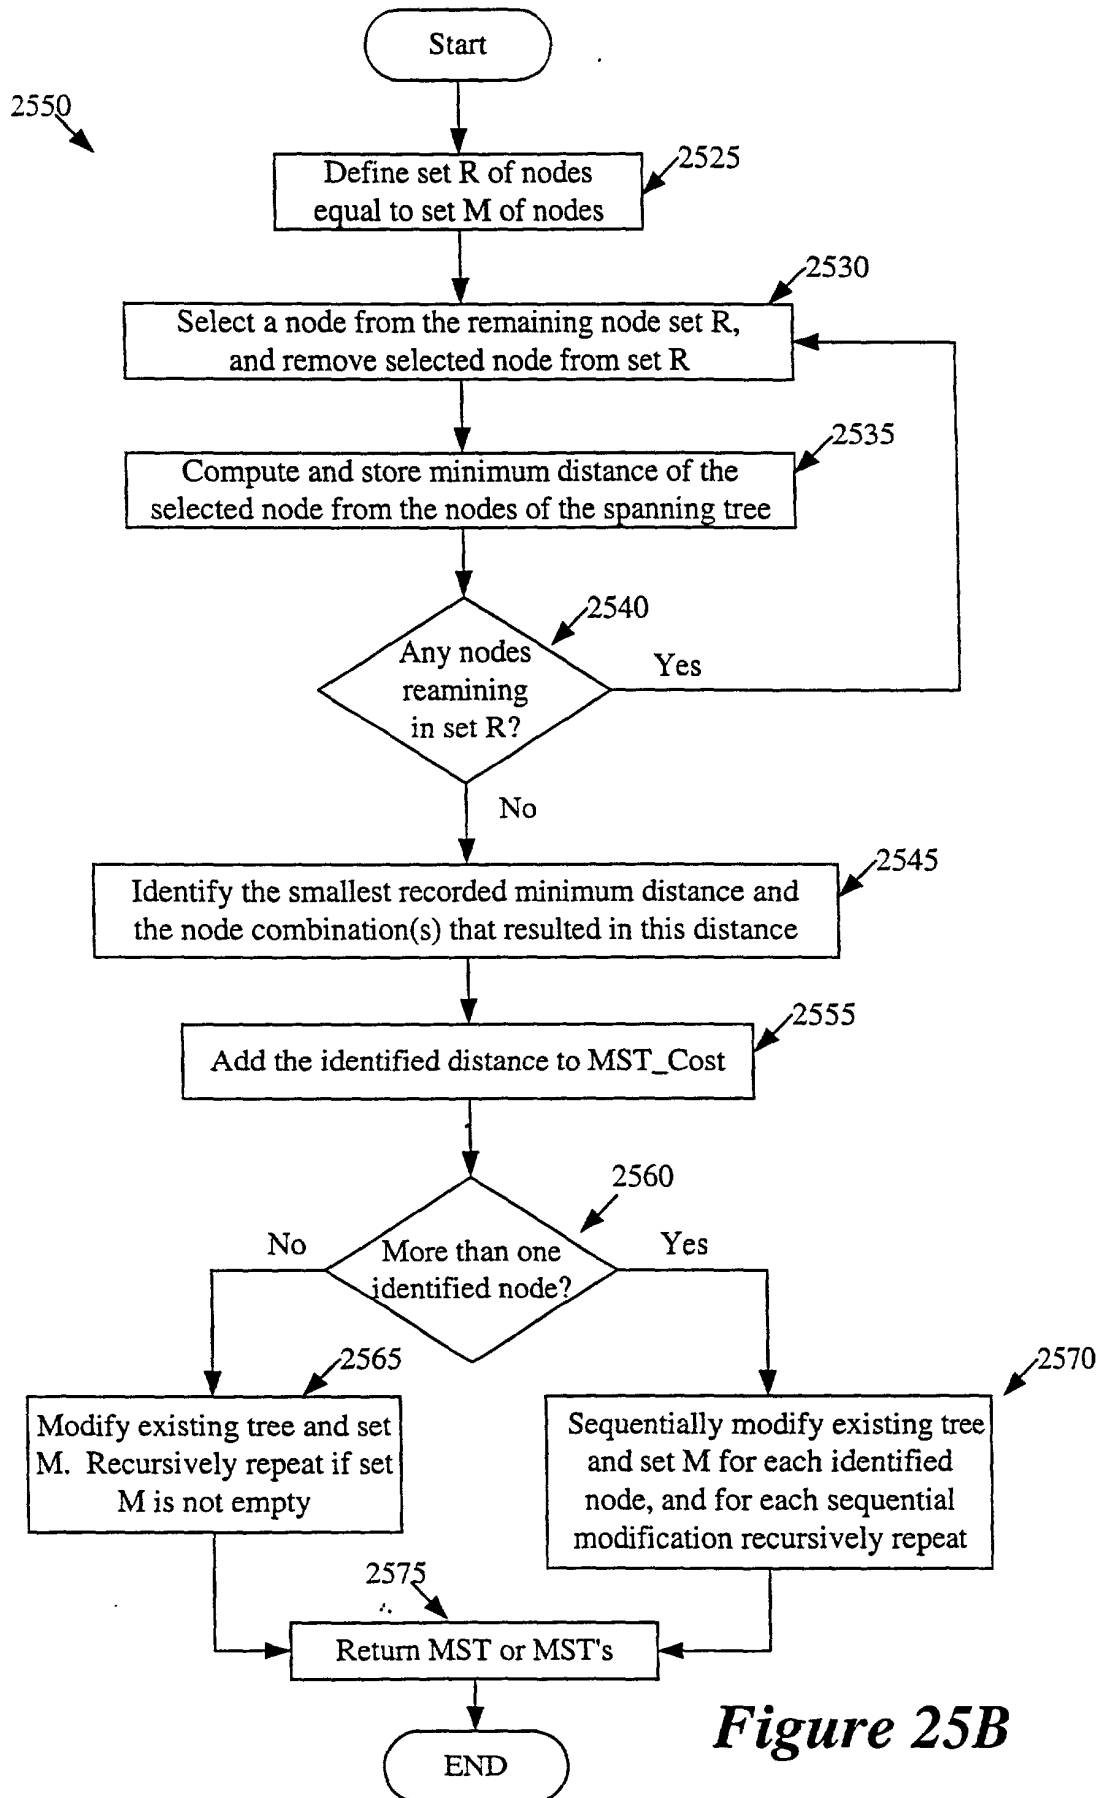 Start
2550
2525
Define set R of nodes
equal to set M of nodes
2530
Select a node from the remaining node set R,
and remove selected node from set R
2535
Compute and store minimum distance of the
selected node from the nodes of the spanning tree
2540
Any nodes
reamining
in set R?
Yes
No
2545
Identify the smallest recorded minimum distance and
the node combination(s) that resulted in this distance
2555
Add the identified distance to MST_Cost
2560
More than one
identified node?
No
Yes
2565
Modify existing tree and set
M. Recursively repeat if set
M is not empty
2570
Sequentially modify existing tree
and set M for each identified
node, and for each sequential
modification recursively repeat
2575
Return MST or MST's
END
Figure 25B